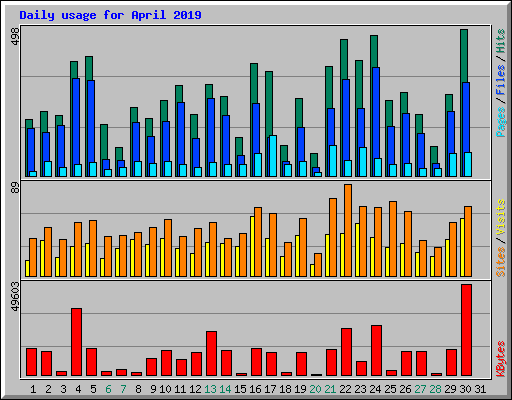 Daily usage for April 2019
498
Pages / Files / Hits
89
Sites / Visits
49603
KBytes
1 2 3 4 5 6 7 8 9 10 11 12 13 14 15 16 17 18 19 20 21 22 23 24 25 26 27 28 29 30 31